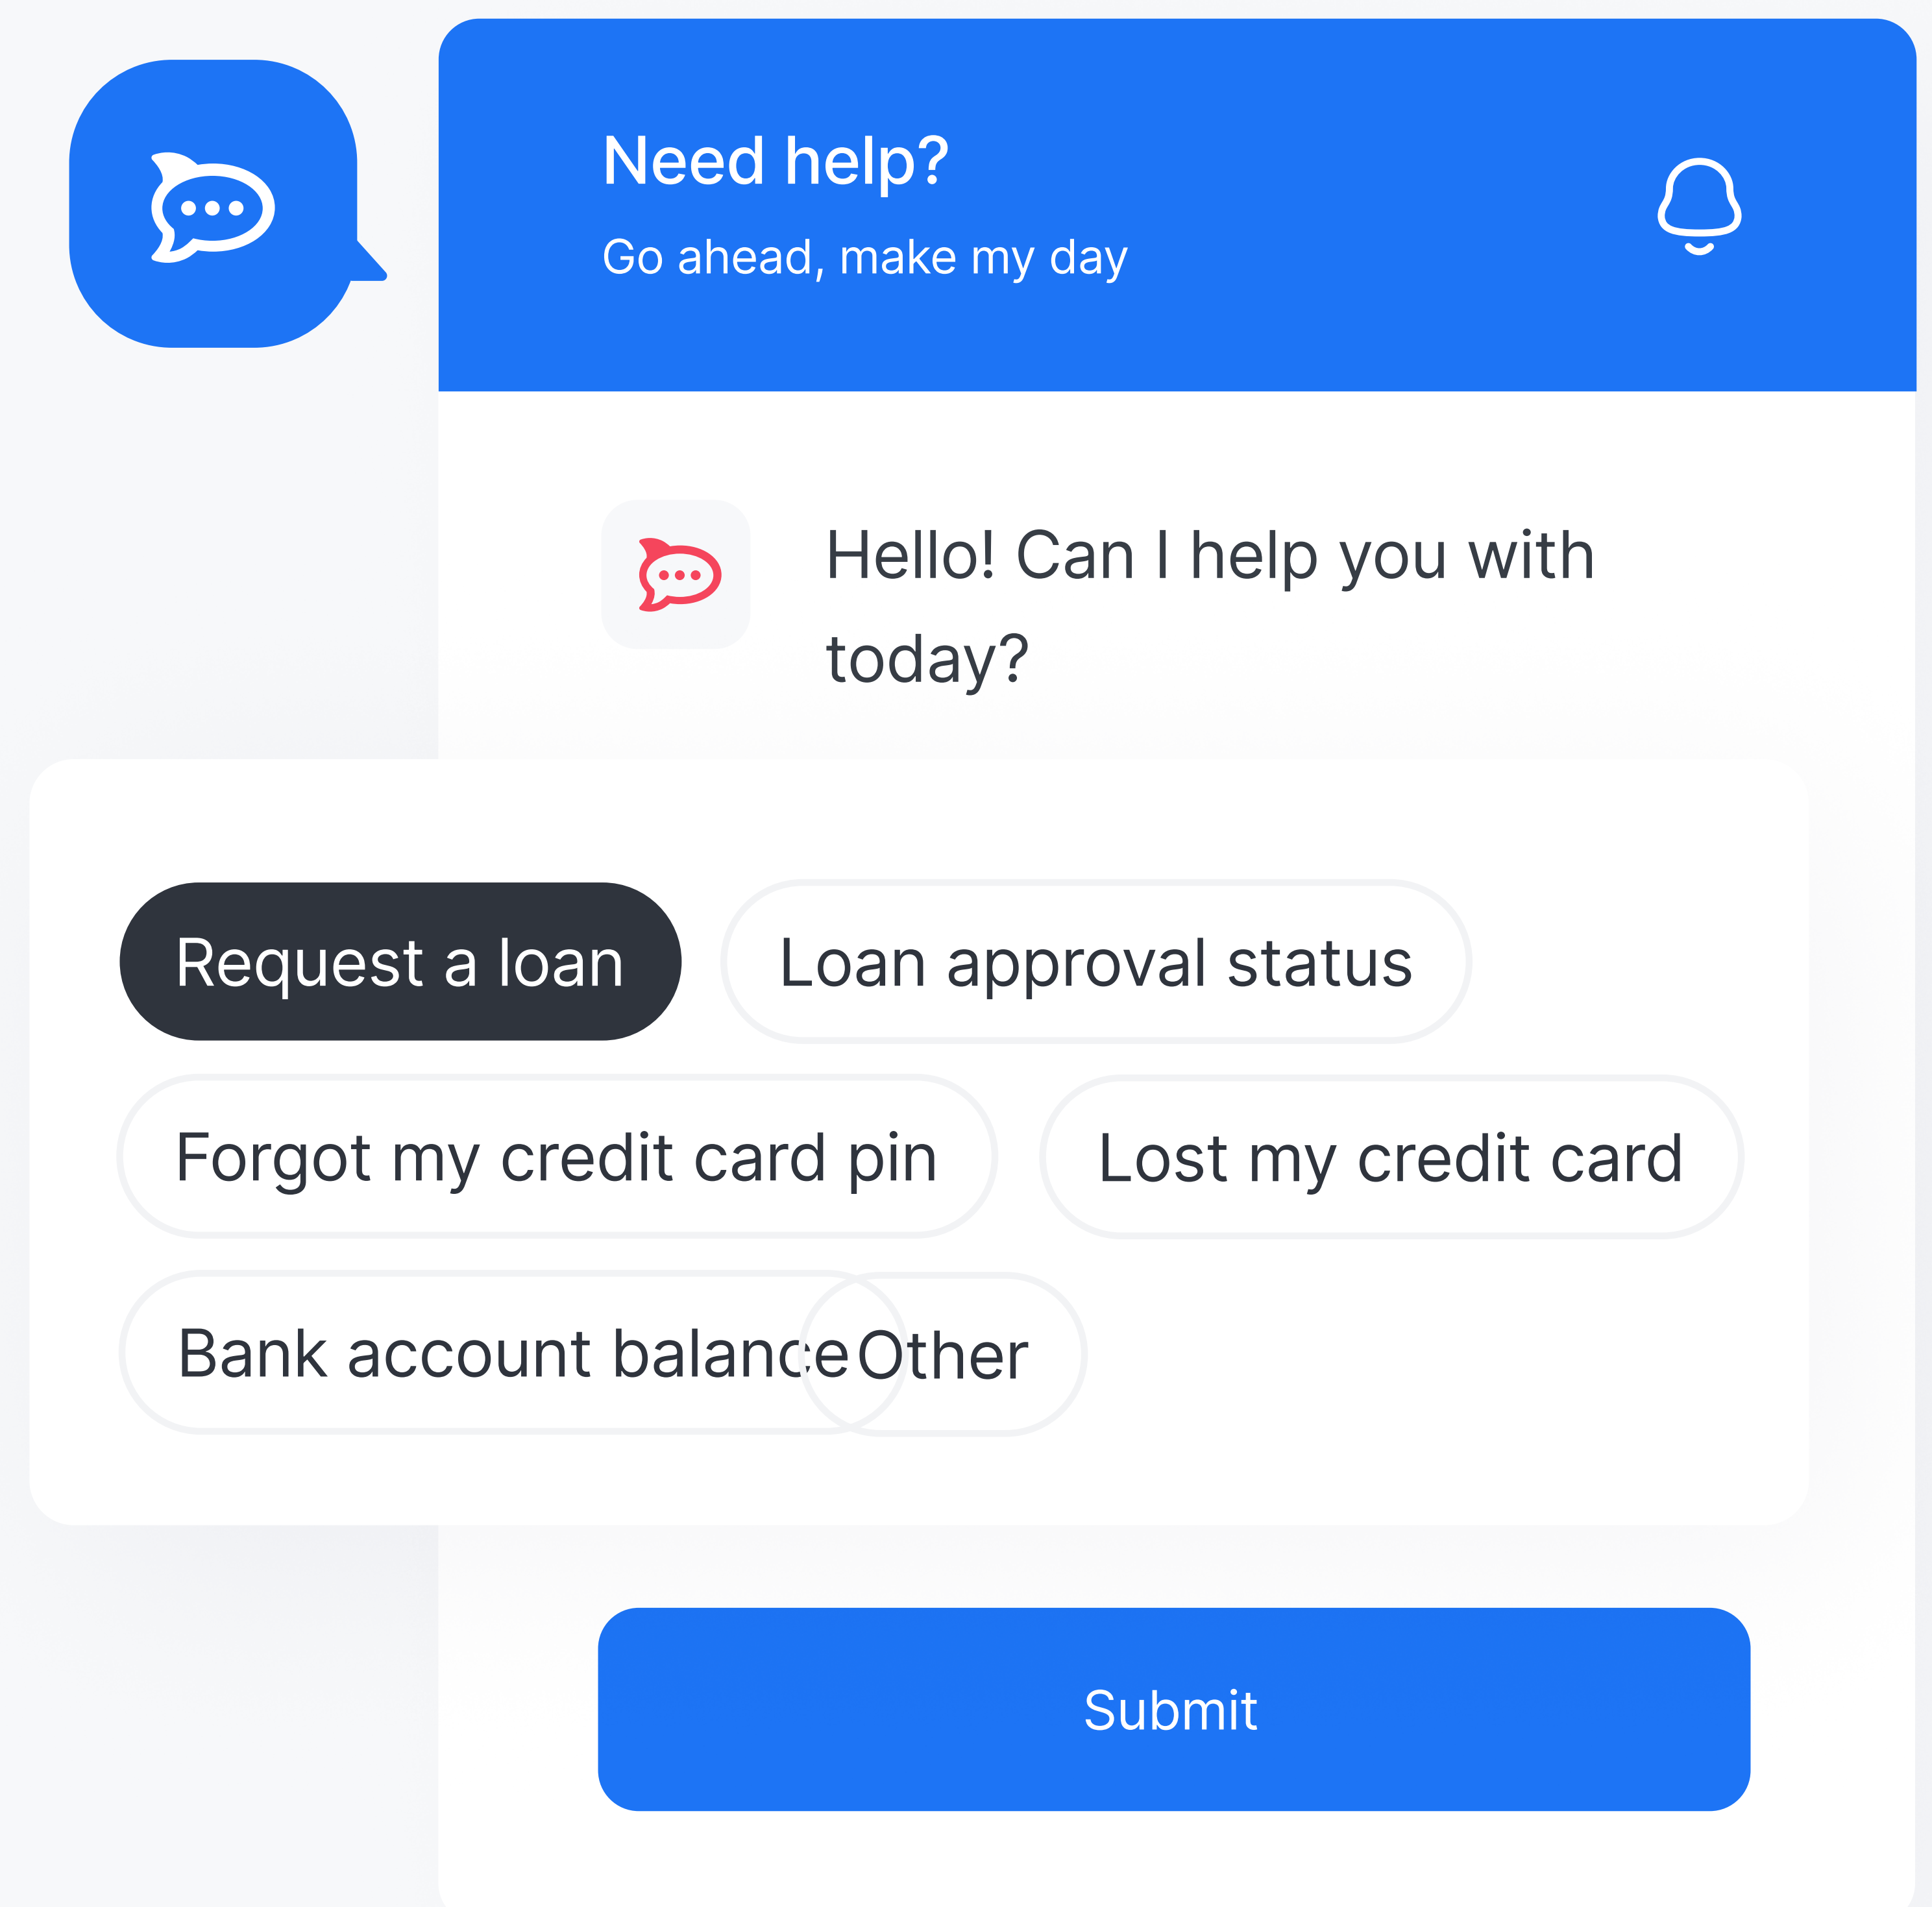 Need help?
Go ahead, make my day
Hello! Can I help you with
today?
Request a loan
Loan approval status
Forgot my credit card pin
Lost my credit card
Bank account balance
Other
Submit